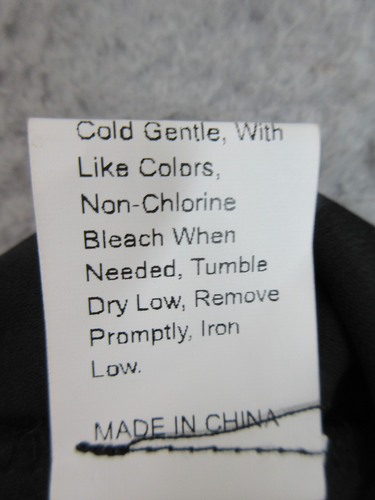 Cold Gentle, With
Like Colors,
Non-Chlorine
Bleach When
Needed, Tumble
Dry Low, Remove
Promptly, Iron
Low.
MADE IN CHINA